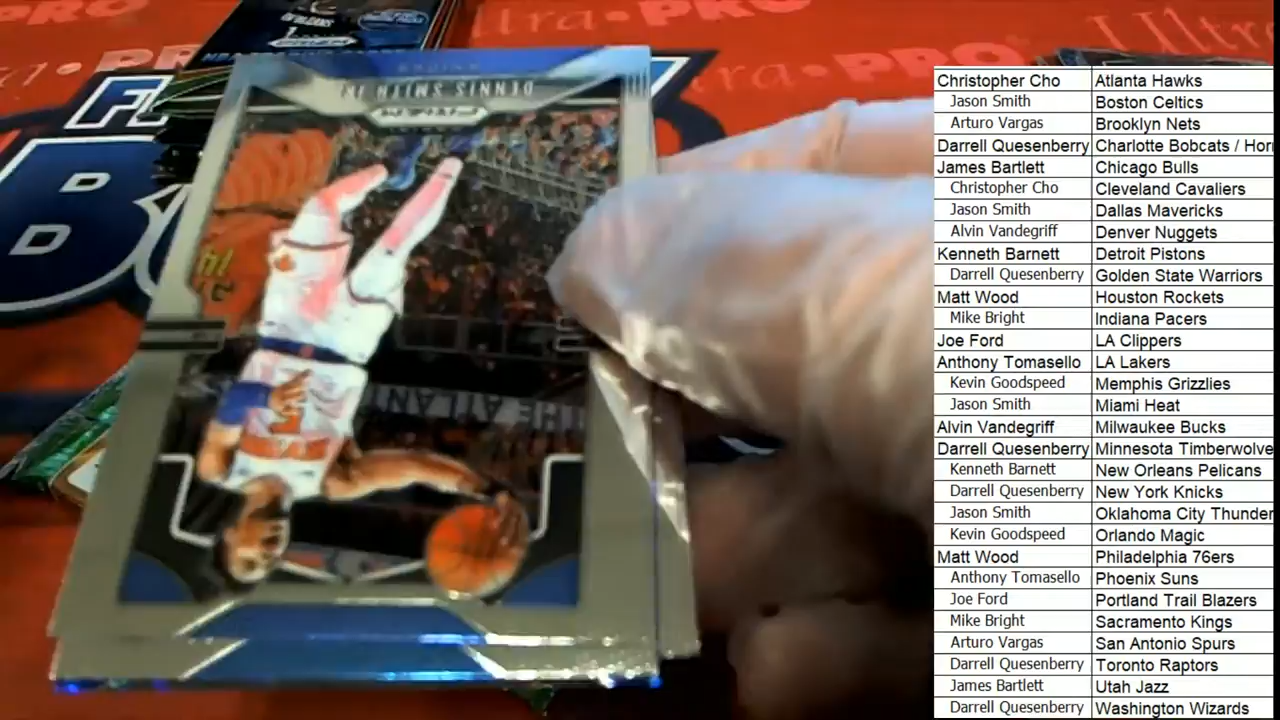 Ultra PRO
DENNIS SMITH JR
PRIZM
THE ATLANT
Christopher Cho Atlanta Hawks
Jason Smith Boston Celtics
Arturo Vargas Brooklyn Nets
Darrell Quesenberry Charlotte Bobcats / Horr
James Bartlett Chicago Bulls
Christopher Cho Cleveland Cavaliers
Jason Smith Dallas Mavericks
Alvin Vandegriff Denver Nuggets
Kenneth Barnett Detroit Pistons
Darrell Quesenberry Golden State Warriors
Matt Wood Houston Rockets
Mike Bright Indiana Pacers
Joe Ford LA Clippers
Anthony Tomasello LA Lakers
Kevin Goodspeed Memphis Grizzlies
Jason Smith Miami Heat
Alvin Vandegriff Milwaukee Bucks
Darrell Quesenberry Minnesota Timberwolve
Kenneth Barnett New Orleans Pelicans
Darrell Quesenberry New York Knicks
Jason Smith Oklahoma City Thunder
Kevin Goodspeed Orlando Magic
Matt Wood Philadelphia 76ers
Anthony Tomasello Phoenix Suns
Joe Ford Portland Trail Blazers
Mike Bright Sacramento Kings
Arturo Vargas San Antonio Spurs
Darrell Quesenberry Toronto Raptors
James Bartlett Utah Jazz
Darrell Quesenberry Washington Wizards